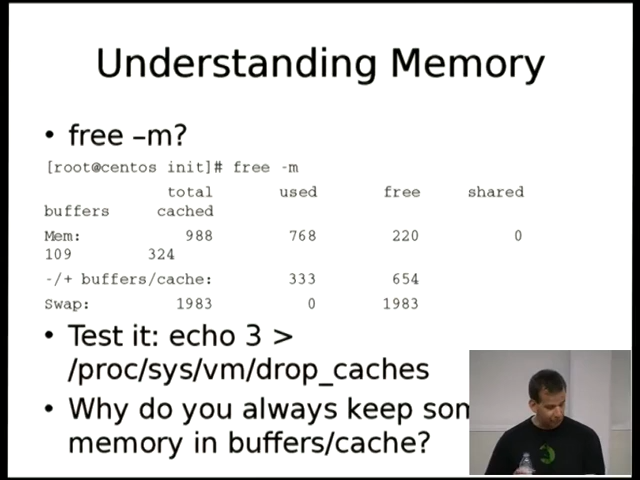 Understanding Memory
• free –m?
[root@centos init]# free -m
total used free shared
buffers cached
Mem: 988 768 220 0
109 324
-/+ buffers/cache: 333 654
Swap: 1983 0 1983
• Test it: echo 3 >
/proc/sys/vm/drop_caches
• Why do you always keep som
memory in buffers/cache?